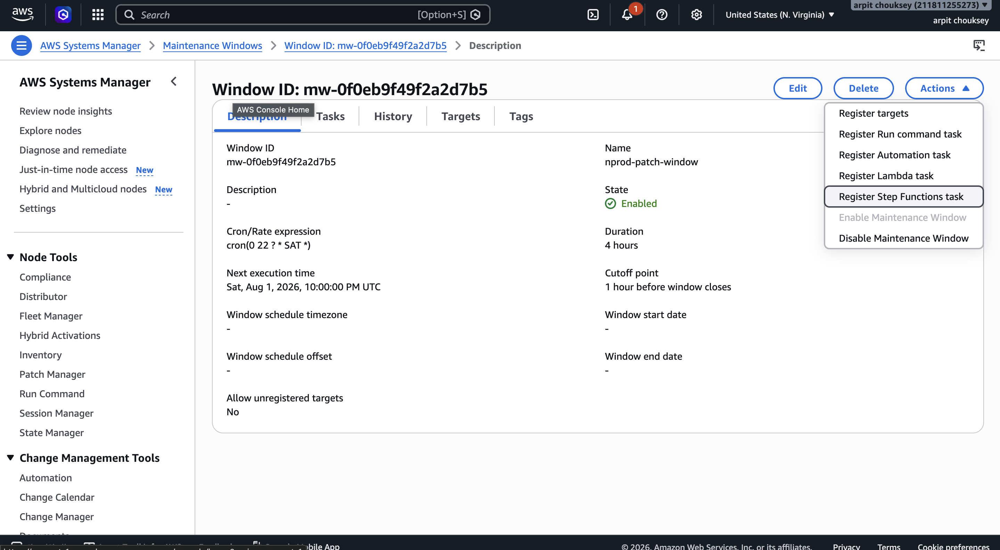 aws
Search
[Option+S]
1
United States (N. Virginia)
arpit chouksey (211811255273)
arpit chouksey
AWS Systems Manager
Maintenance Windows
Window ID: mw-0f0eb9f49f2a2d7b5
Description
AWS Systems Manager
Review node insights
Explore nodes
Diagnose and remediate
Just-in-time node access New
Hybrid and Multicloud nodes New
Settings
Node Tools
Compliance
Distributor
Fleet Manager
Hybrid Activations
Inventory
Patch Manager
Run Command
Session Manager
State Manager
Change Management Tools
Automation
Change Calendar
Change Manager
Window ID: mw-0f0eb9f49f2a2d7b5
Edit
Delete
Actions
AWS Console Home
Description
Tasks
History
Targets
Tags
Register targets
Register Run command task
Register Automation task
Register Lambda task
Register Step Functions task
Enable Maintenance Window
Disable Maintenance Window
Window ID
mw-0f0eb9f49f2a2d7b5
Name
nprod-patch-window
Description
-
State
Enabled
Cron/Rate expression
cron(0 22 ? * SAT *)
Duration
4 hours
Next execution time
Sat, Aug 1, 2026, 10:00:00 PM UTC
Cutoff point
1 hour before window closes
Window schedule timezone
-
Window start date
-
Window schedule offset
-
Window end date
-
Allow unregistered targets
No
Mobile App
© 2026, Amazon Web Services, Inc. or its affiliates.
Privacy
Terms
Cookie preferences